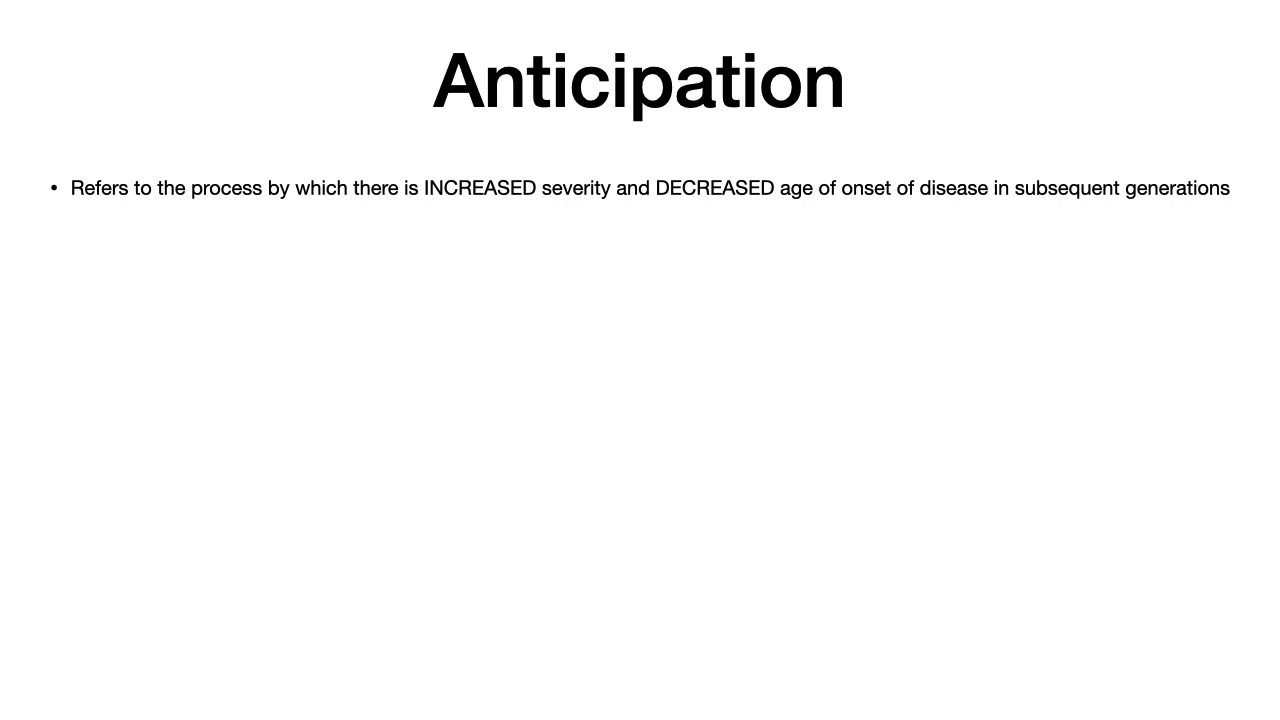 Anticipation
• Refers to the process by which there is INCREASED severity and DECREASED age of onset of disease in subsequent generations